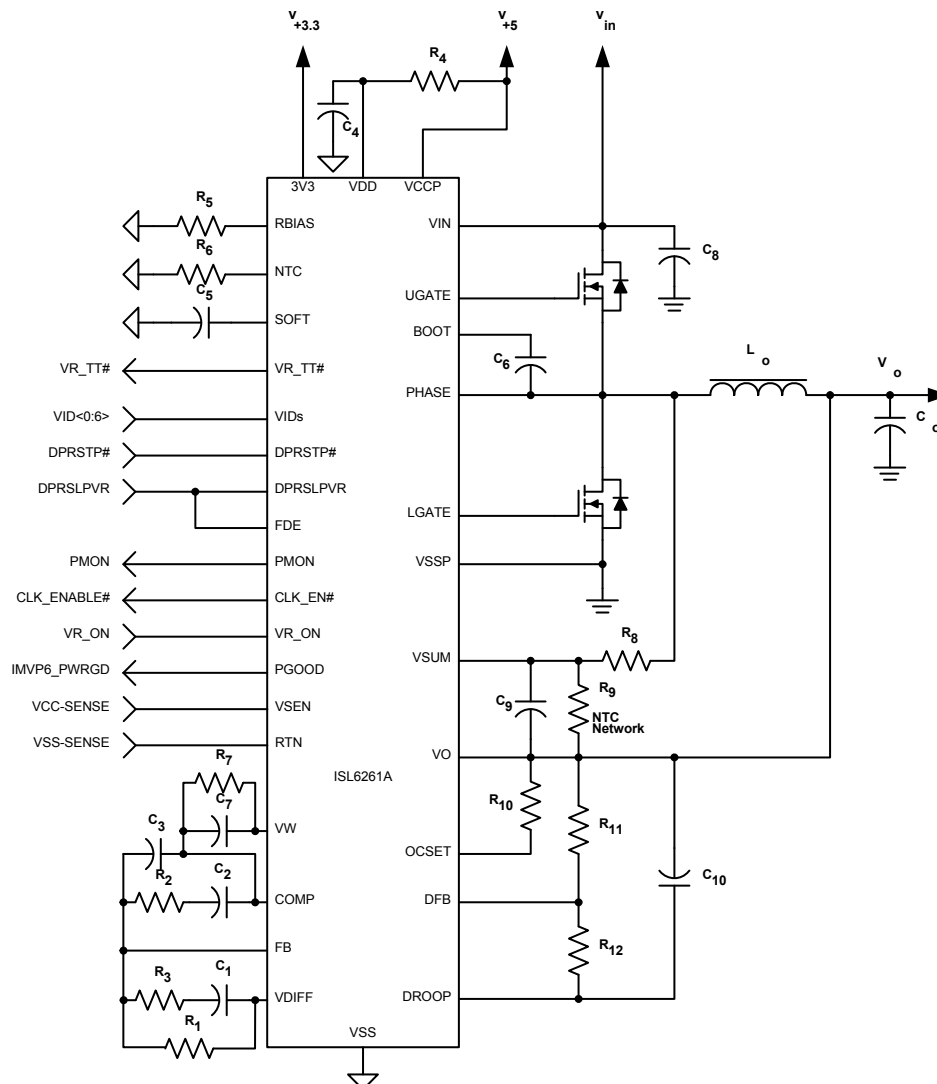 V+3.3
V+5
Vin
R4
C4
3V3
VDD
VCCP
R5
RBIAS
VIN
R6
C8
NTC
C5
UGATE
SOFT
BOOT
VR_TT#
VR_TT#
C6
Lo
Vo
PHASE
Co
VID<0:6>
VIDs
DPRSTP#
DPRSTP#
DPRSLPVR
DPRSLPVR
LGATE
FDE
PMON
PMON
VSSP
CLK_ENABLE#
CLK_EN#
VR_ON
VR_ON
R8
VSUM
IMVP6_PWRGD
PGOOD
R9
C9
NTC
Network
VCC-SENSE
VSEN
VSS-SENSE
RTN
VO
R7
ISL6261A
R10
C7
R11
C3
VW
OCSET
R2
C2
C10
COMP
DFB
FB
R12
R3
C1
VDIFF
DROOP
R1
VSS